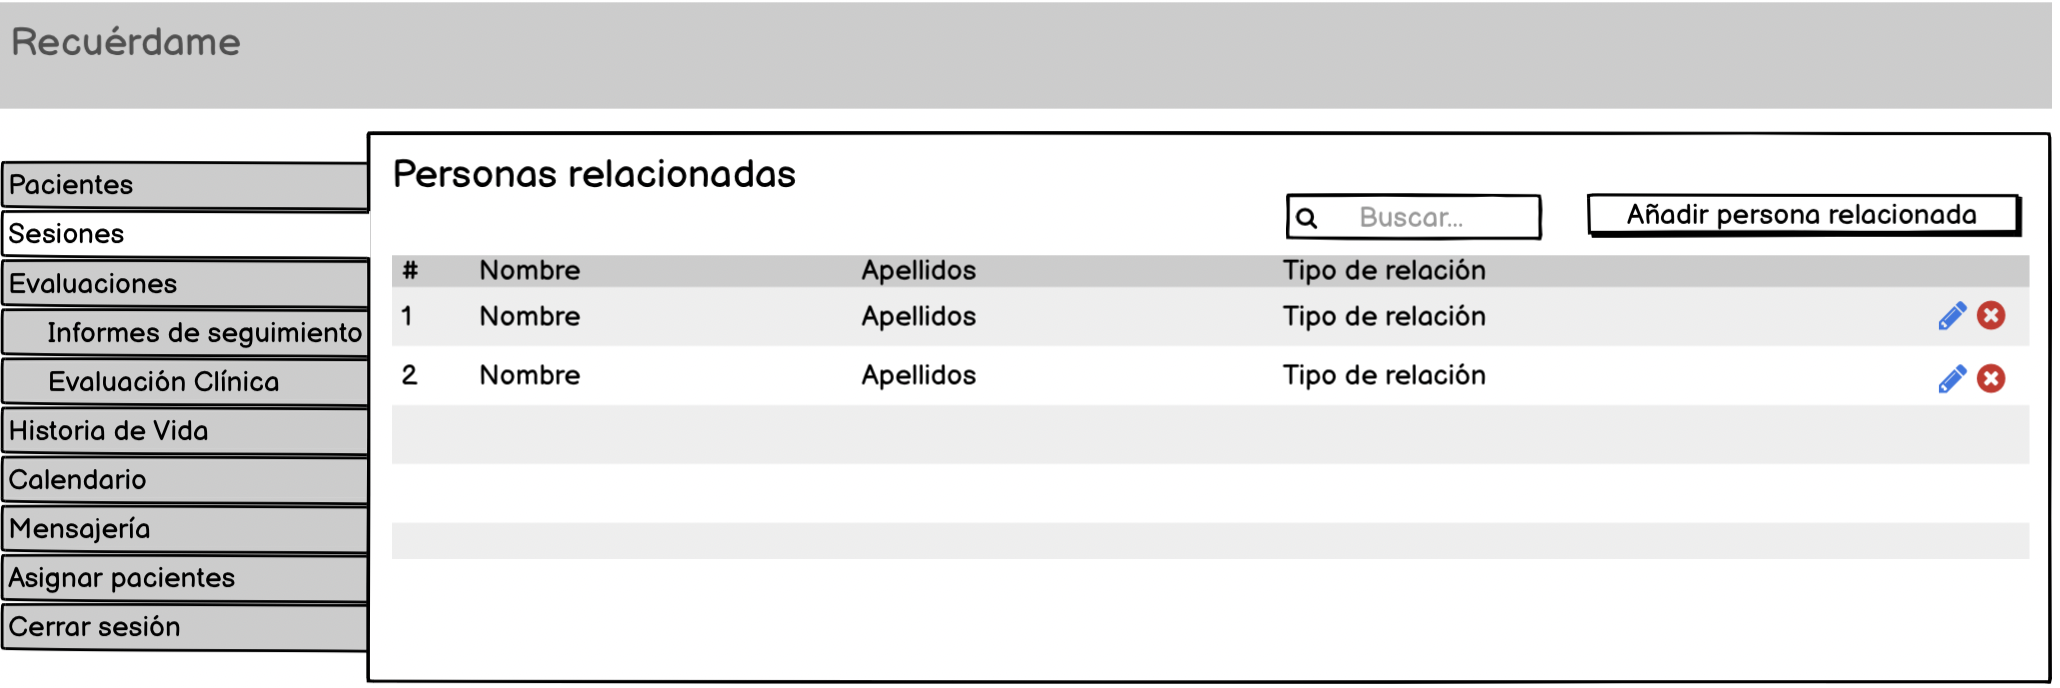 Recuérdame
Pacientes
Sesiones
Evaluaciones
Informes de seguimiento
Evaluación Clínica
Historia de Vida
Calendario
Mensajería
Asignar pacientes
Cerrar sesión
Personas relacionadas
Buscar...
Añadir persona relacionada
# Nombre Apellidos Tipo de relación
1 Nombre Apellidos Tipo de relación
2 Nombre Apellidos Tipo de relación